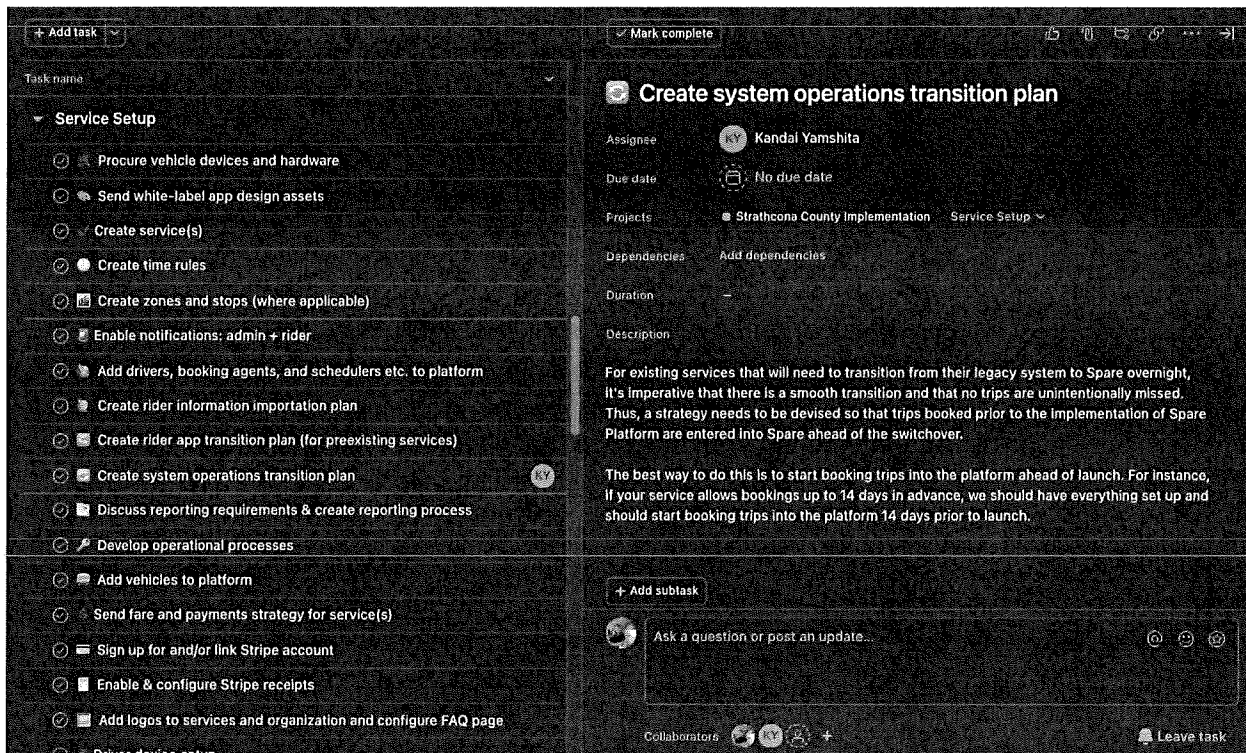 + Add task
Task name
Service Setup
Procure vehicle devices and hardware
Send white-label app design assets
Create service(s)
Create time rules
Create zones and stops (where applicable)
Enable notifications: admin + rider
Add drivers, booking agents, and schedulers etc. to platform
Create rider information importation plan
Create rider app transition plan (for preexisting services)
Create system operations transition plan
KY
Discuss reporting requirements & create reporting process
Develop operational processes
Add vehicles to platform
Send fare and payments strategy for service(s)
Sign up for and/or link Stripe account
Enable & configure Stripe receipts
Add logos to services and organization and configure FAQ page
Driver device setup
Mark complete
Create system operations transition plan
Assignee KY Kandai Yamshita
Due date No due date
Projects Strathcona County Implementation Service Setup
Dependencies Add dependencies
Duration –
Description
For existing services that will need to transition from their legacy system to Spare overnight,
it's imperative that there is a smooth transition and that no trips are unintentionally missed.
Thus, a strategy needs to be devised so that trips booked prior to the implementation of Spare
Platform are entered into Spare ahead of the switchover.
The best way to do this is to start booking trips into the platform ahead of launch. For instance,
if your service allows bookings up to 14 days in advance, we should have everything set up and
should start booking trips into the platform 14 days prior to launch.
+ Add subtask
Ask a question or post an update...
Collaborators KY +
Leave task